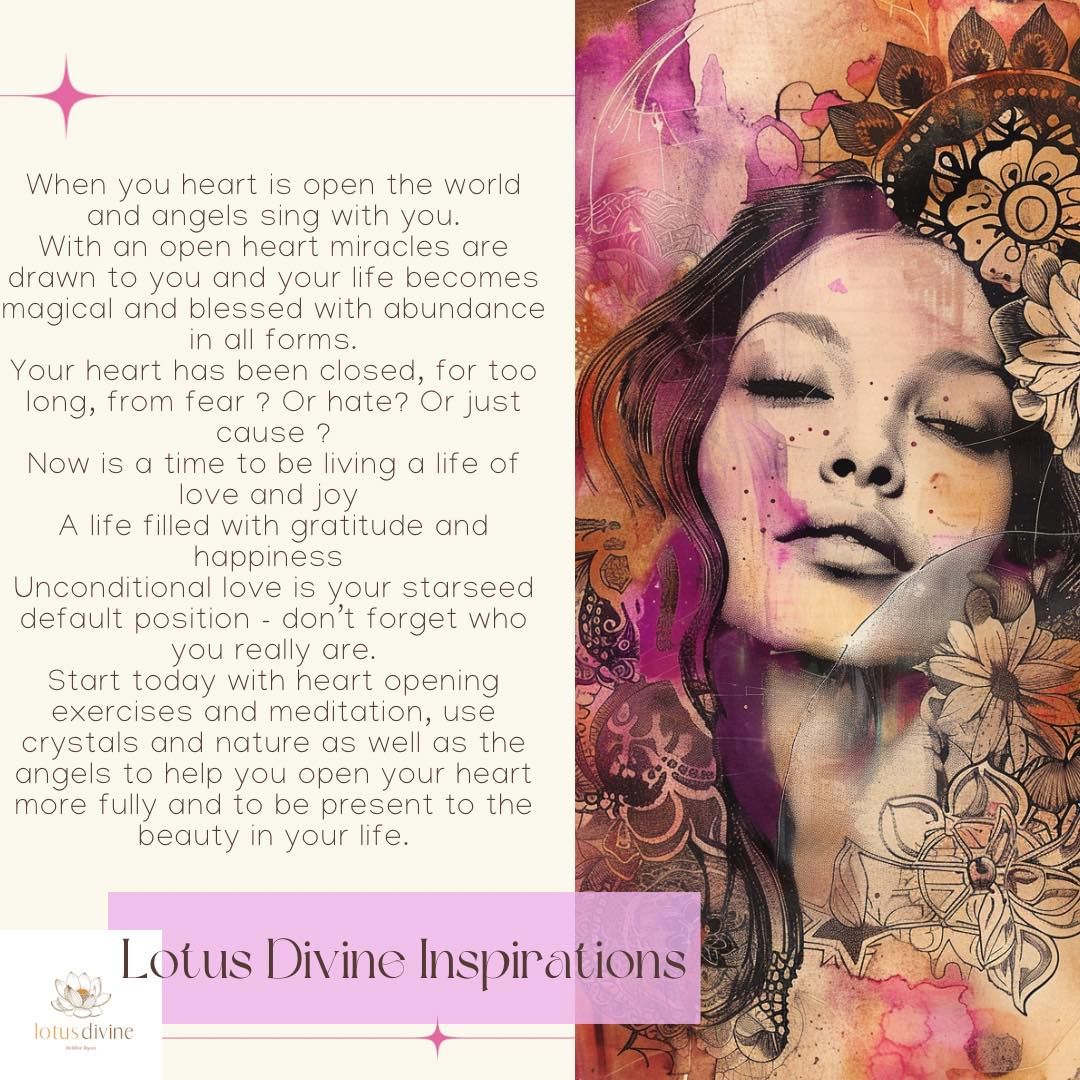 When you heart is open the world
and angels sing with you.
With an open heart miracles are
drawn to you and your life becomes
magical and blessed with abundance
in all forms.
Your heart has been closed, for too
long, from fear ? Or hate? Or just
cause ?
Now is a time to be living a life of
love and joy
A life filled with gratitude and
happiness
Unconditional love is your starseed
default position - don’t forget who
you really are.
Start today with heart opening
exercises and meditation, use
crystals and nature as well as the
angels to help you open your heart
more fully and to be present to the
beauty in your life.
Lotus Divine Inspirations
lotus divine
Debbie Ryan